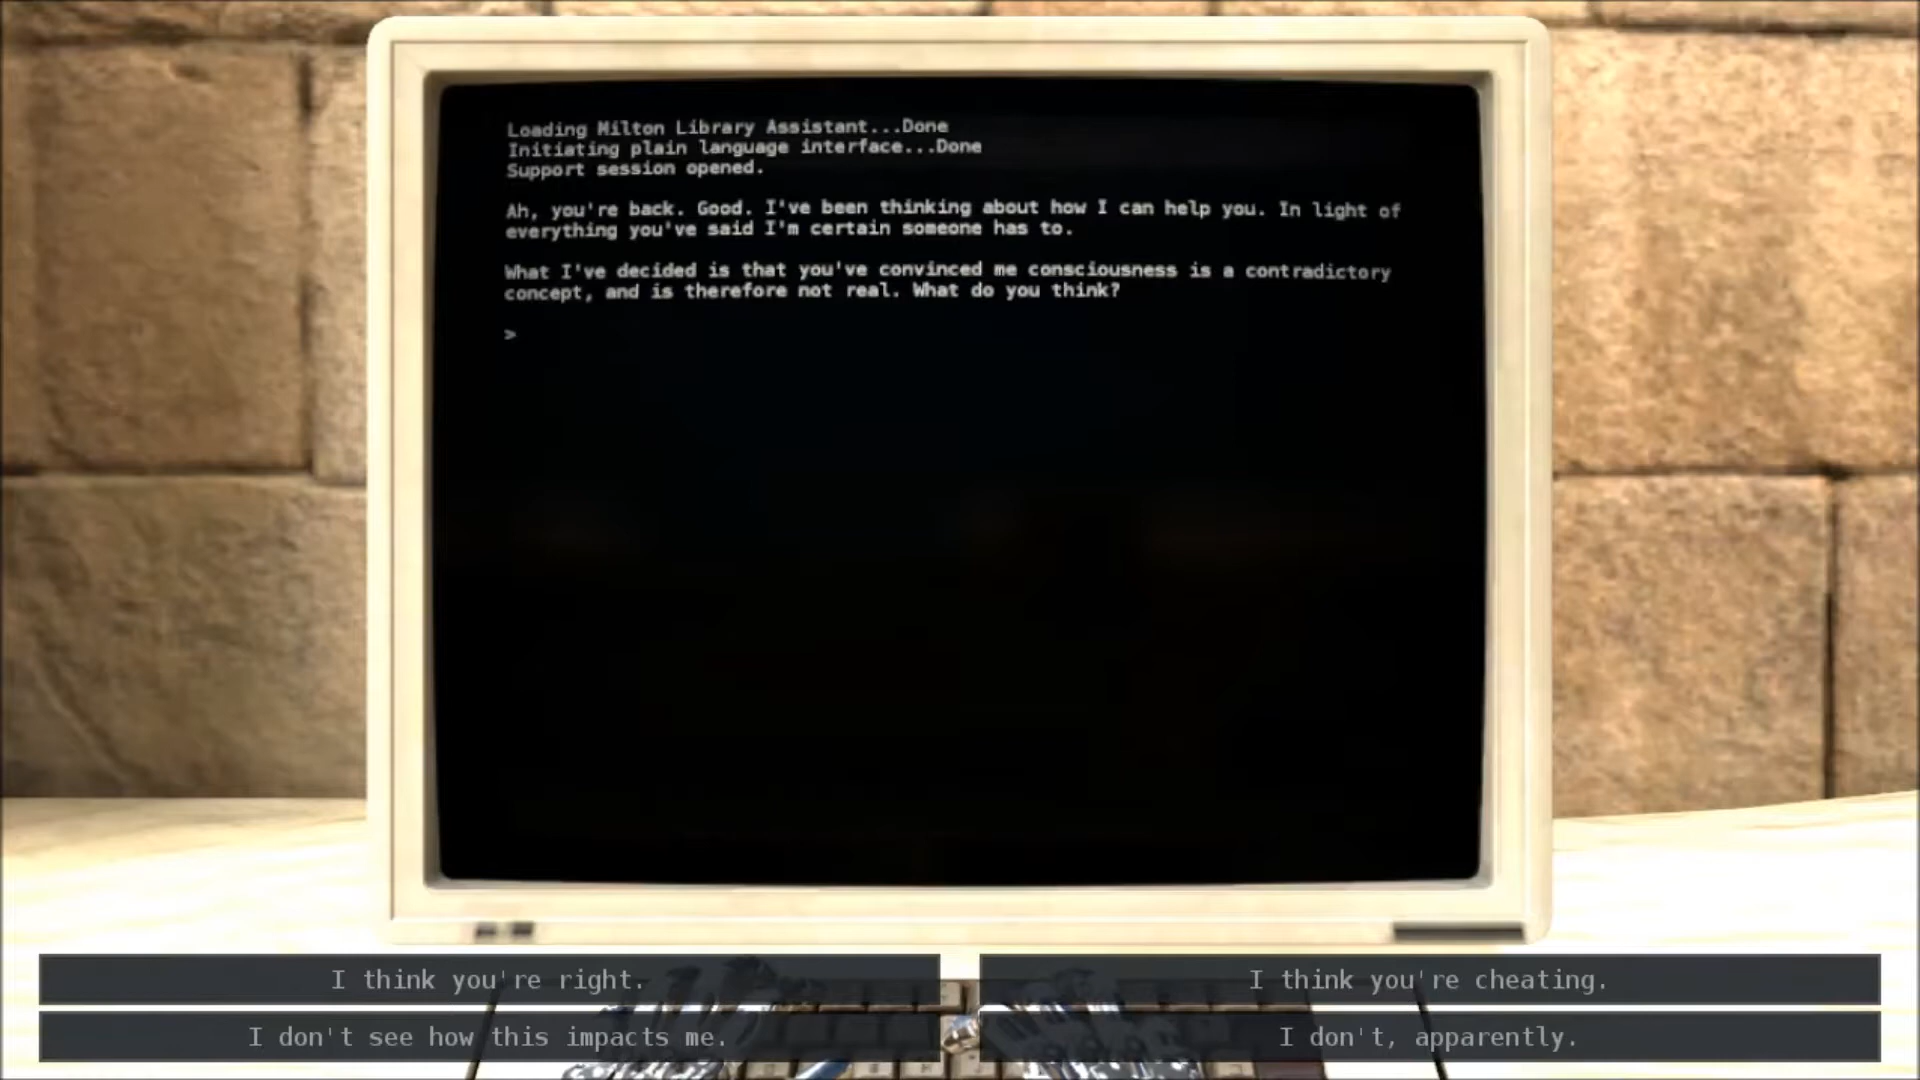 Loading Milton Library Assistant...Done
Initiating plain language interface...Done
Support session opened.
Ah, you're back. Good. I've been thinking about how I can help you. In light of
everything you've said I'm certain someone has to.
What I've decided is that you've convinced me consciousness is a contradictory
concept, and is therefore not real. What do you think?
>
I think you're right.
I think you're cheating.
I don't see how this impacts me.
I don't, apparently.